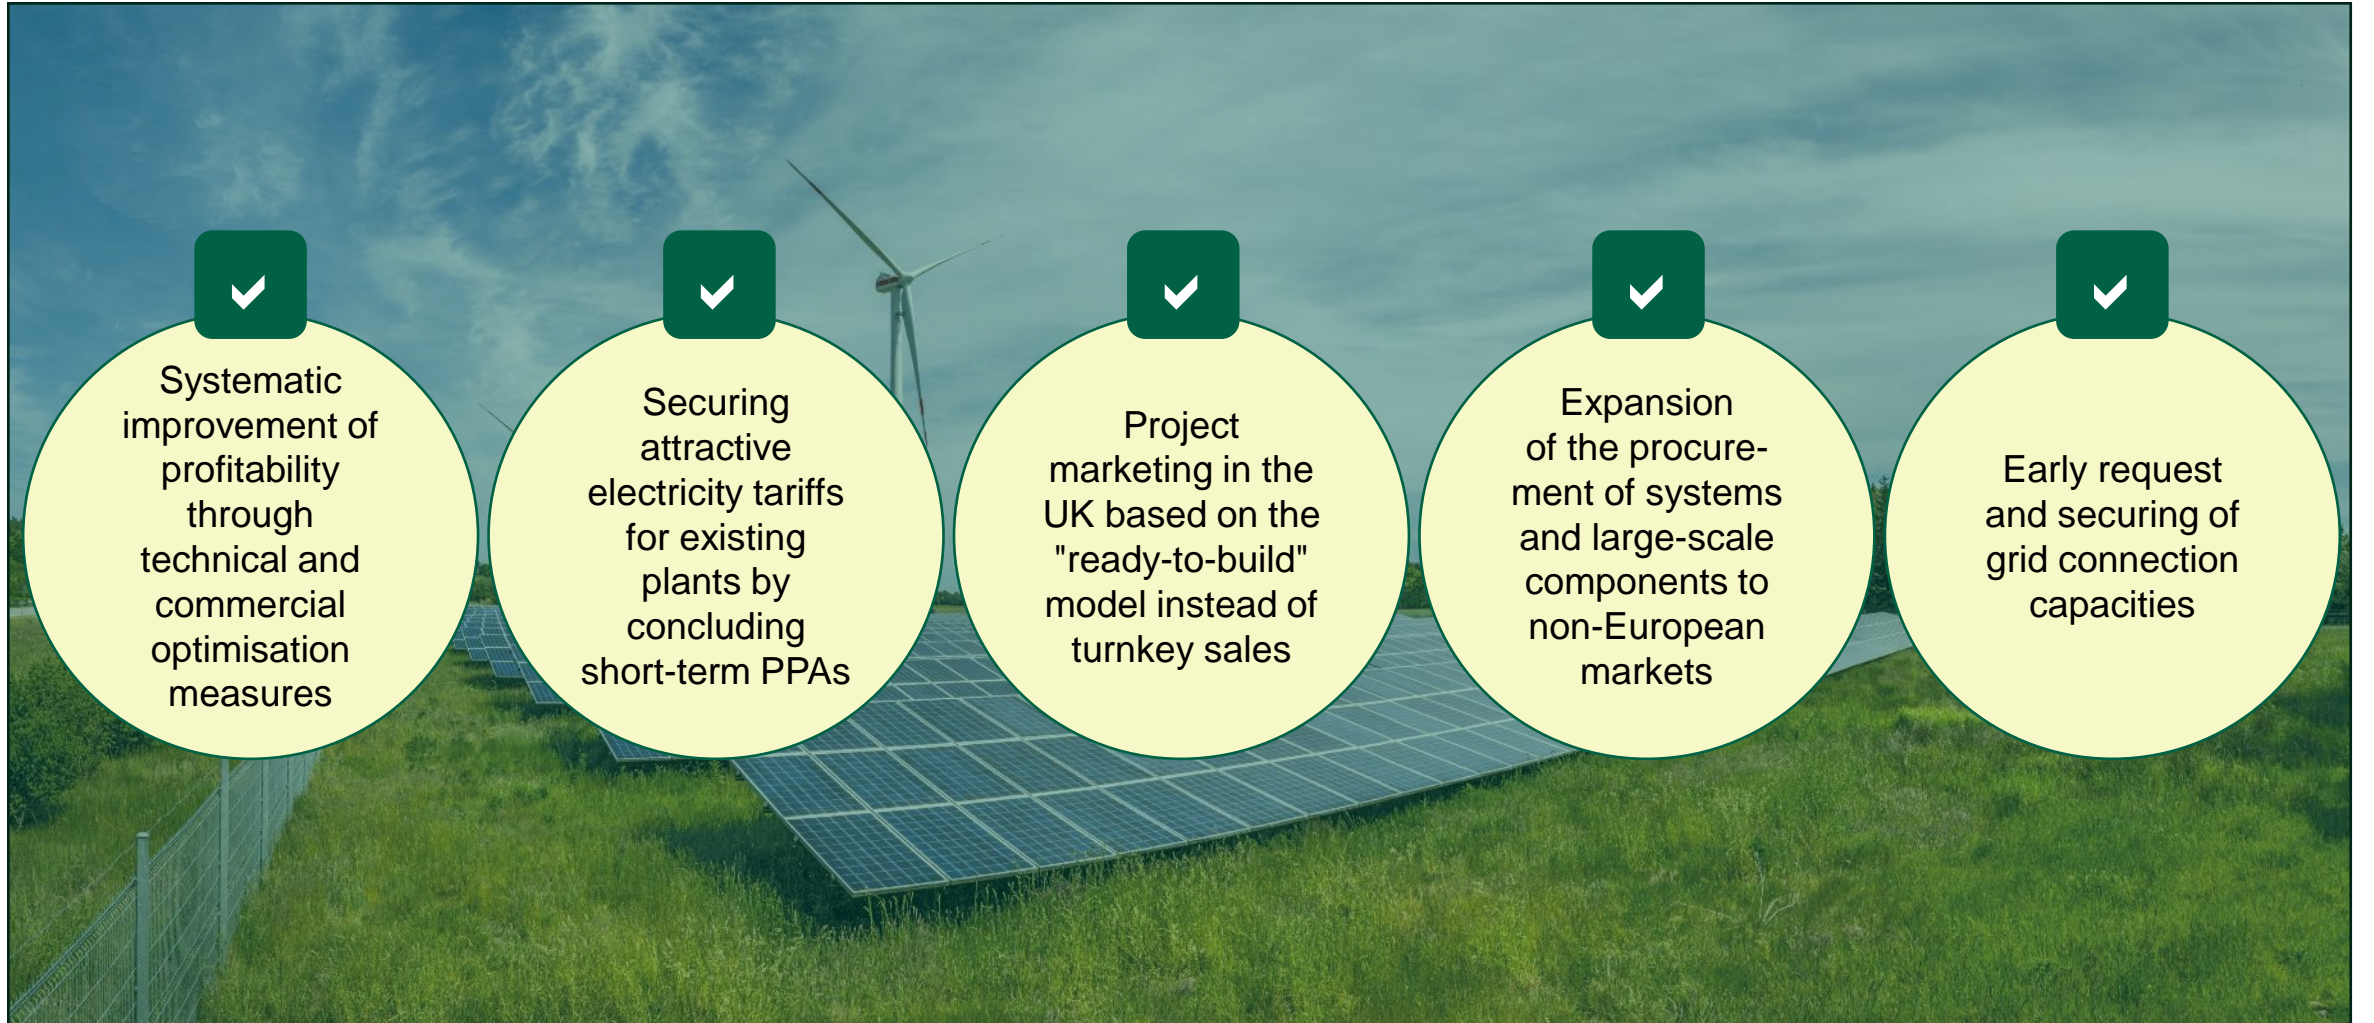 Systematic
improvement of
profitability
through
technical and
commercial
optimisation
measures
Securing
attractive
electricity tariffs
for existing
plants by
concluding
short-term PPAs
Project
marketing in the
UK based on the
"ready-to-build"
model instead of
turnkey sales
Expansion
of the procure-
ment of systems
and large-scale
components to
non-European
markets
Early request
and securing of
grid connection
capacities